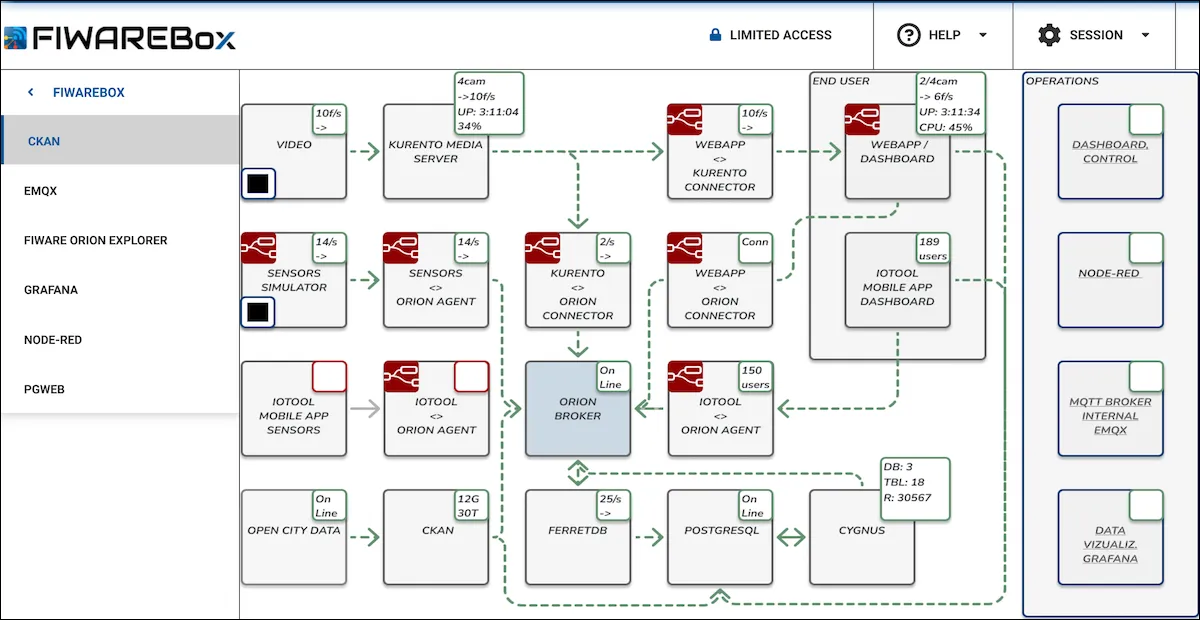 FIWAREBox
LIMITED ACCESS
HELP
SESSION
FIWAREBOX
CKAN
EMQX
FIWARE ORION EXPLORER
GRAFANA
NODE-RED
PGWEB
10f/s
->
VIDEO
4cam
->10f/s
UP: 3:11:04
34%
KURENTO MEDIA
SERVER
10f/s
->
WEBAPP
<>
KURENTO
CONNECTOR
END USER
2/4cam
-> 6f/s
UP: 3:11:34
CPU: 45%
WEBAPP /
DASHBOARD
OPERATIONS
DASHBOARD,
CONTROL
14/s
->
SENSORS
SIMULATOR
14/s
->
SENSORS
<>
ORION AGENT
2/s
->
KURENTO
<>
ORION
CONNECTOR
Conn
WEBAPP
<>
ORION
CONNECTOR
189
users
IOTOOL
MOBILE APP
DASHBOARD
NODE-RED
IOTOOL
MOBILE APP
SENSORS
IOTOOL
<>
ORION AGENT
On
Line
ORION
BROKER
150
users
IOTOOL
<>
ORION AGENT
MQTT BROKER
INTERNAL
EMQX
On
Line
OPEN CITY DATA
12G
30T
CKAN
25/s
->
FERRETDB
On
Line
POSTGRESQL
DB: 3
TBL: 18
R: 30567
CYGNUS
DATA
VIZUALIZ.
GRAFANA